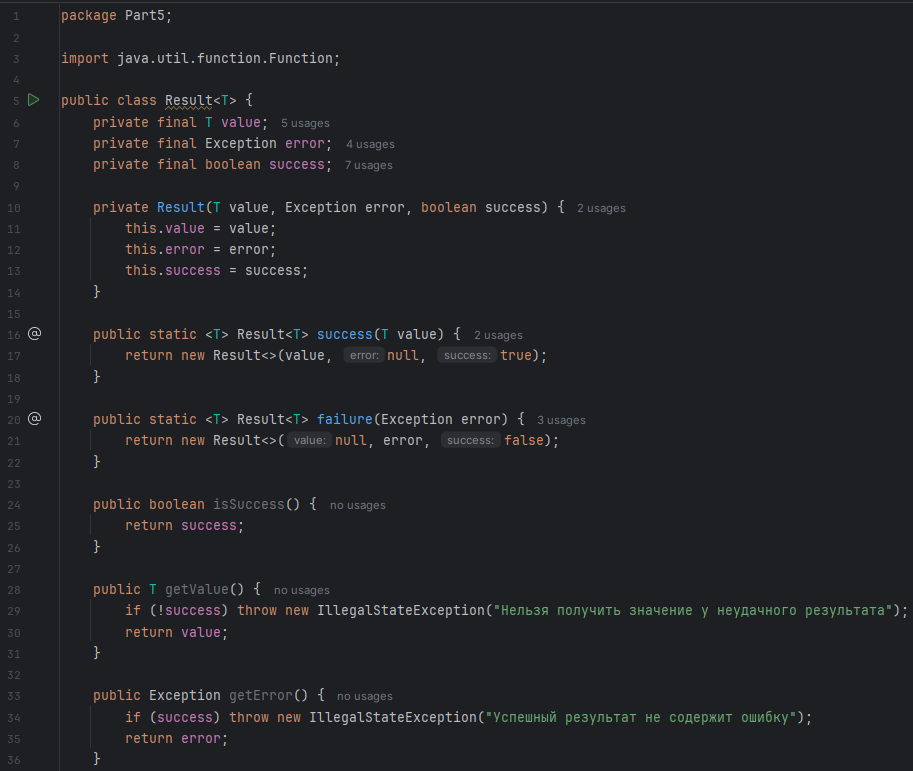 1 package Part5;
2
3 import java.util.function.Function;
4
5 public class Result<T> {
6 private final T value; 5 usages
7 private final Exception error; 4 usages
8 private final boolean success; 7 usages
9
10 private Result(T value, Exception error, boolean success) { 2 usages
11 this.value = value;
12 this.error = error;
13 this.success = success;
14 }
15
16 @ public static <T> Result<T> success(T value) { 2 usages
17 return new Result<>(value, error: null, success: true);
18 }
19
20 @ public static <T> Result<T> failure(Exception error) { 3 usages
21 return new Result<>( value: null, error, success: false);
22 }
23
24 public boolean isSuccess() { no usages
25 return success;
26 }
27
28 public T getValue() { no usages
29 if (!success) throw new IllegalStateException("Нельзя получить значение у неудачного результата");
30 return value;
31 }
32
33 public Exception getError() { no usages
34 if (success) throw new IllegalStateException("Успешный результат не содержит ошибку");
35 return error;
36 }